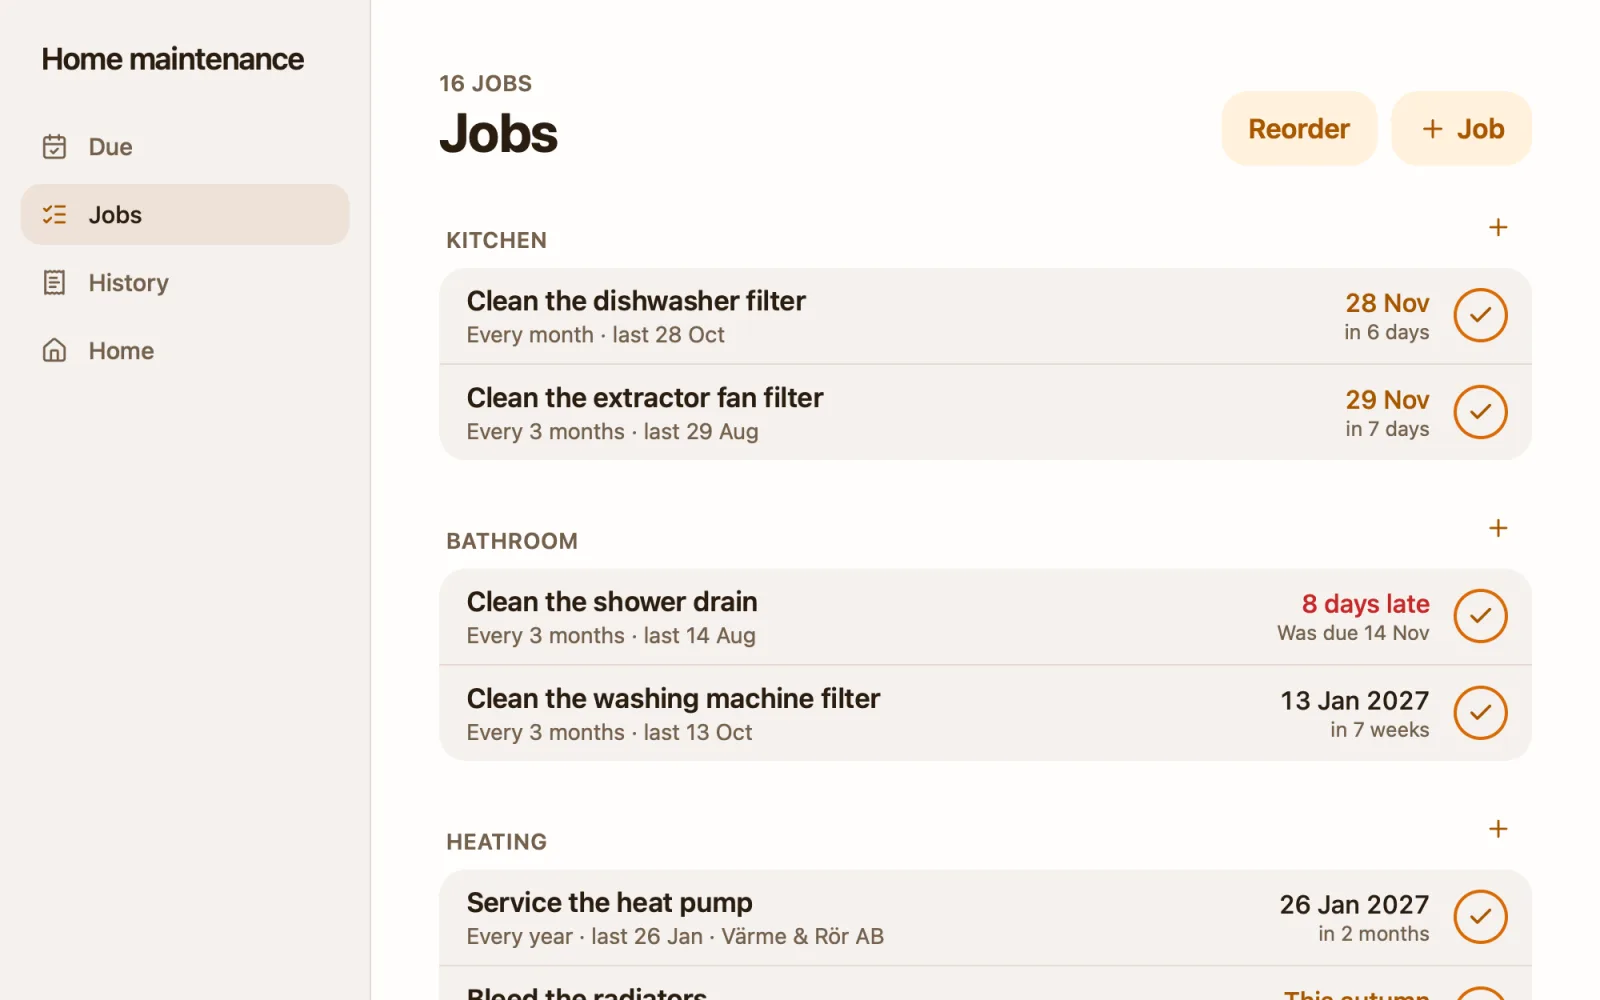 Home maintenance
Due
Jobs
History
Home
16 JOBS
Jobs
Reorder
+ Job
KITCHEN
+
Clean the dishwasher filter
Every month · last 28 Oct
28 Nov
in 6 days
Clean the extractor fan filter
Every 3 months · last 29 Aug
29 Nov
in 7 days
BATHROOM
+
Clean the shower drain
Every 3 months · last 14 Aug
8 days late
Was due 14 Nov
Clean the washing machine filter
Every 3 months · last 13 Oct
13 Jan 2027
in 7 weeks
HEATING
+
Service the heat pump
Every year · last 26 Jan · Värme & Rör AB
26 Jan 2027
in 2 months
Bleed the radiators
This autumn